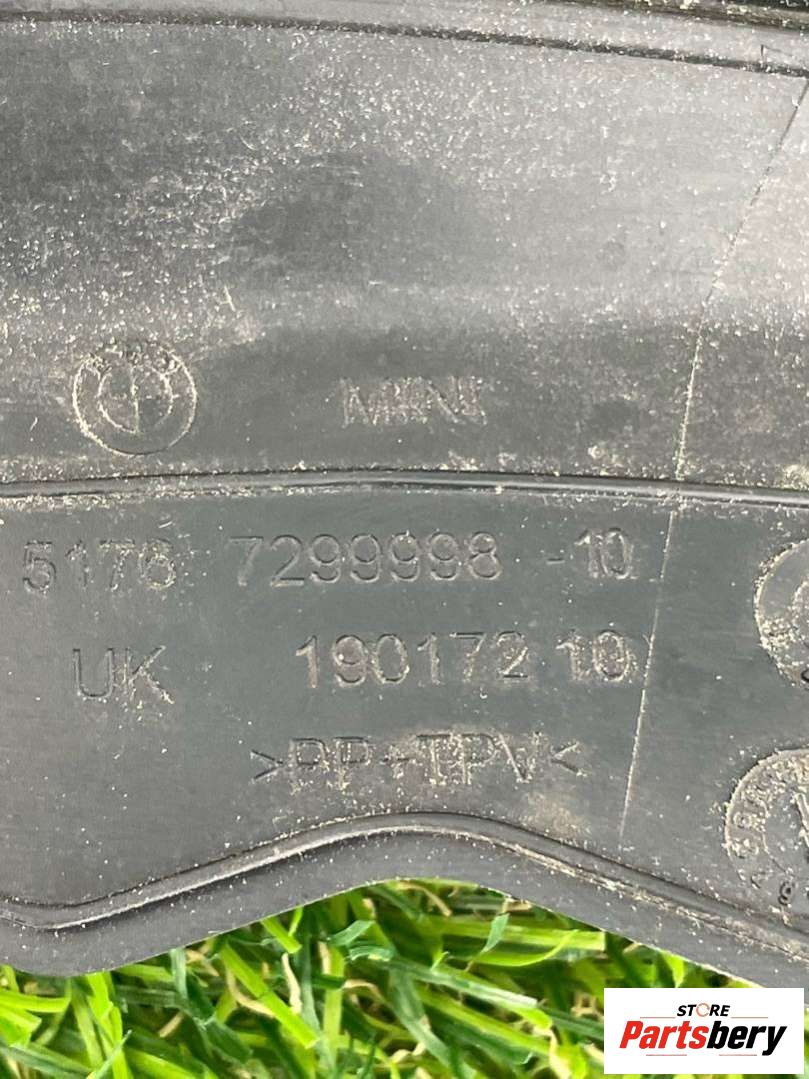 MINI
5176 7299998 -10
UK 190172 10
>PP+TPV<
STORE
Partsbery